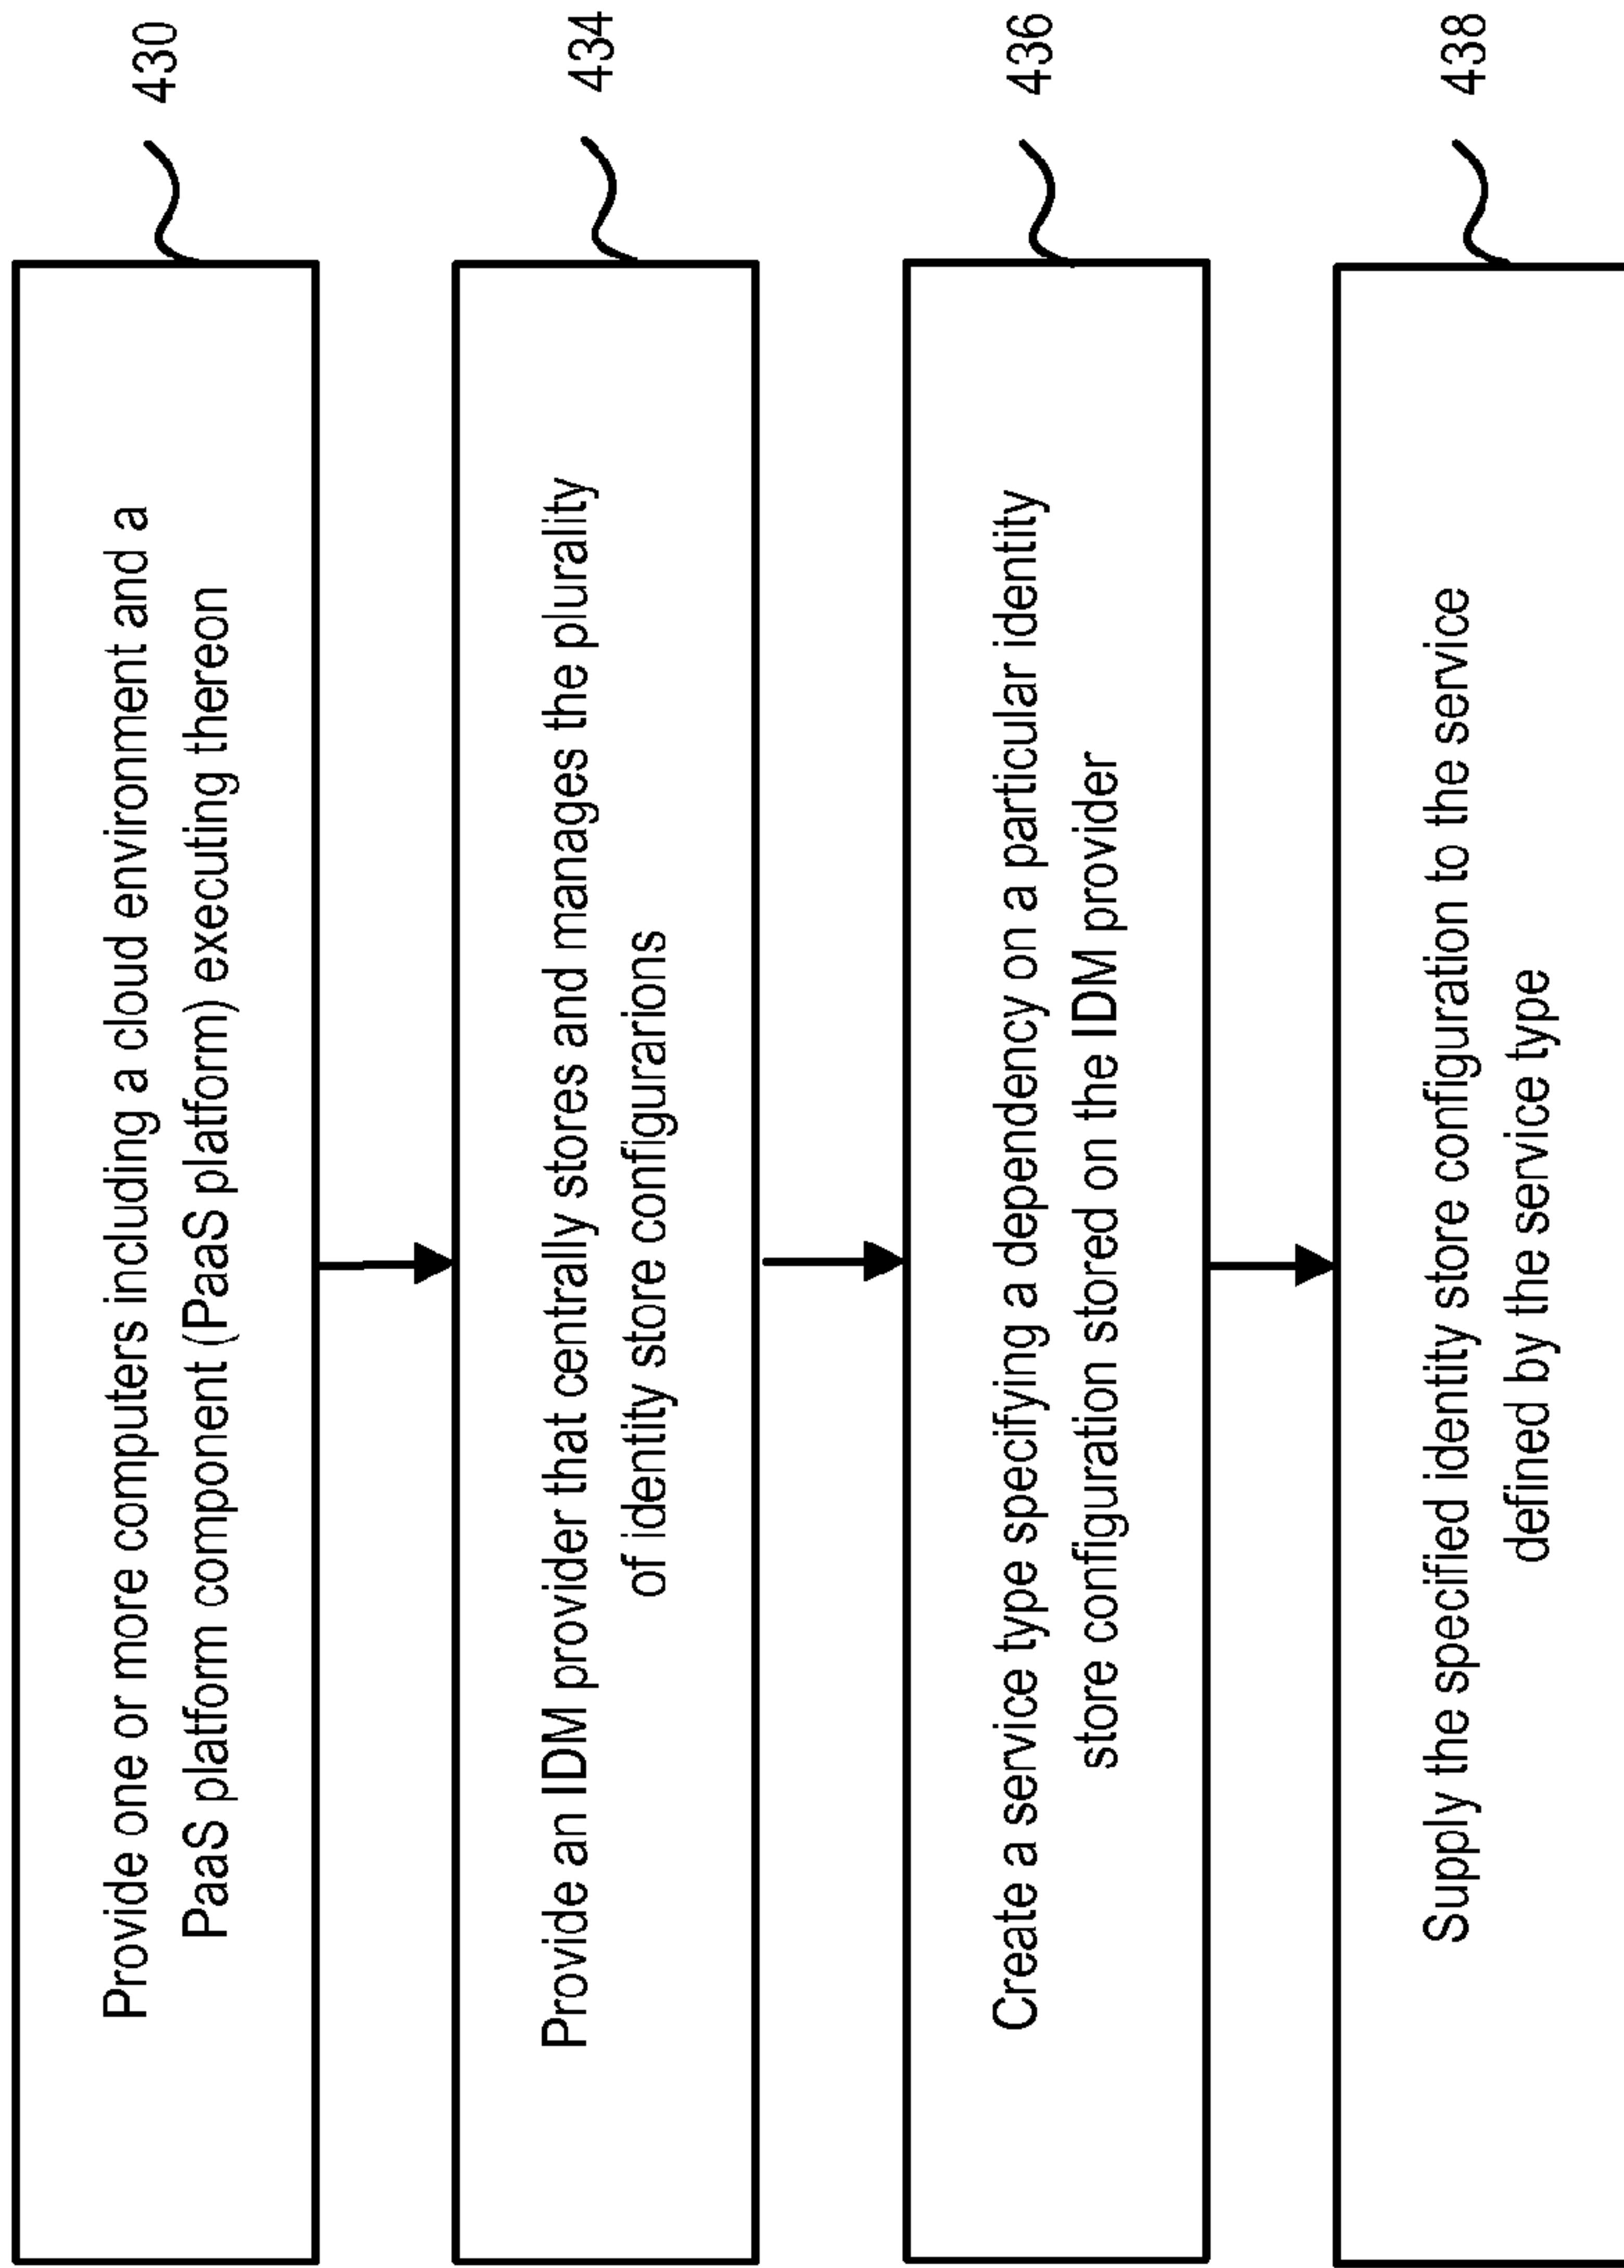 Provide one or more computers including a cloud environment and a
PaaS platform component (PaaS platform) executing thereon
430
Provide an IDM provider that centrally stores and manages the plurality
of identity store configurarions
434
Create a service type specifying a dependency on a particular identity
store configuration stored on the IDM provider
436
Supply the specified identity store configuration to the service
defined by the service type
438